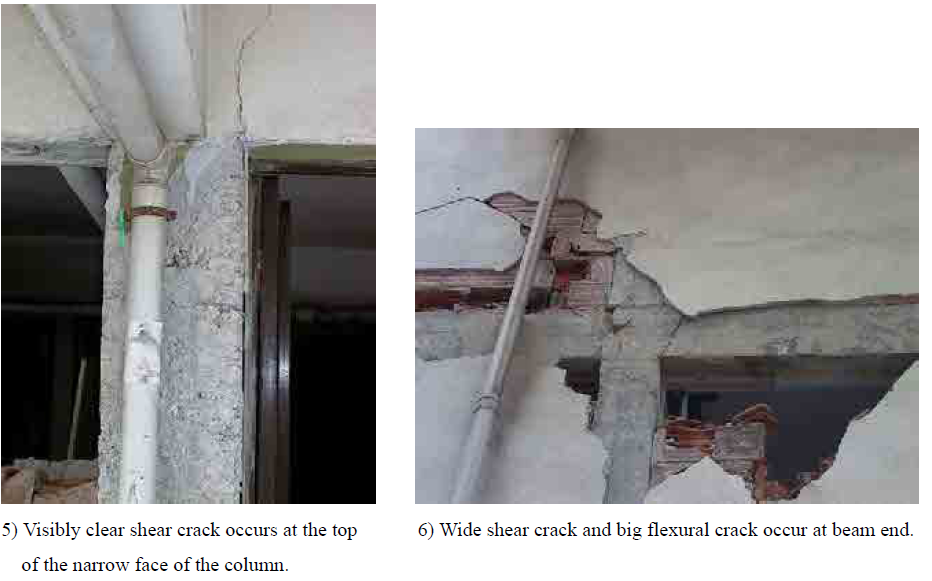 5) Visibly clear shear crack occurs at the top
of the narrow face of the column.
6) Wide shear crack and big flexural crack occur at beam end.